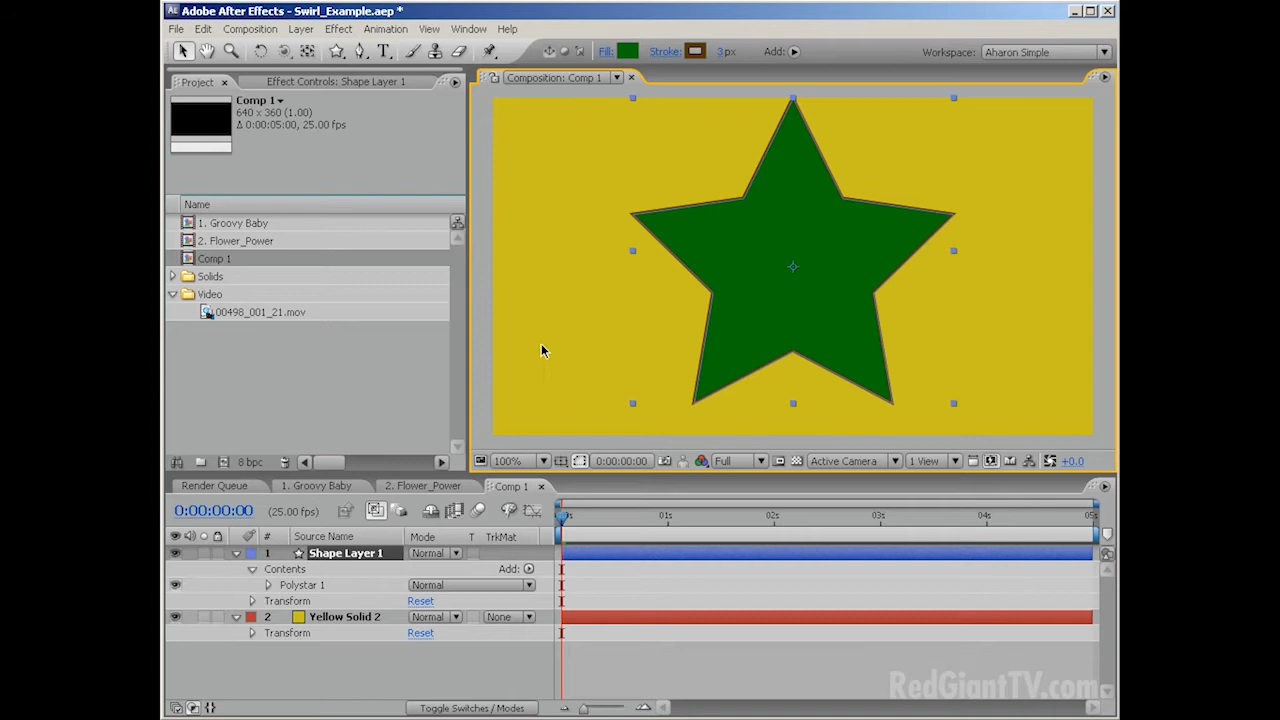 Adobe After Effects - Swirl_Example.aep *
File Edit Composition Layer Effect Animation View Window Help
Fill: Stroke: 3 px Add: Workspace: Aharon Simple
Project Effect Controls: Shape Layer 1
Composition: Comp 1
Comp 1
640 x 360 (1.00)
Δ 0:00:05:00, 25.00 fps
Name
1. Groovy Baby
2. Flower_Power
Comp 1
Solids
Video
00498_001_21.mov
8 bpc
100% 0:00:00:00 Full Active Camera 1 View +0.0
Render Queue 1. Groovy Baby 2. Flower_Power Comp 1
0:00:00:00 (25.00 fps)
01s 02s 03s 04s 05s
# Source Name Mode T TrkMat
1 Shape Layer 1 Normal
Contents Add:
Polystar 1 Normal
Transform Reset
2 Yellow Solid 2 Normal None
Transform Reset
Toggle Switches / Modes
RedGiantTV.com